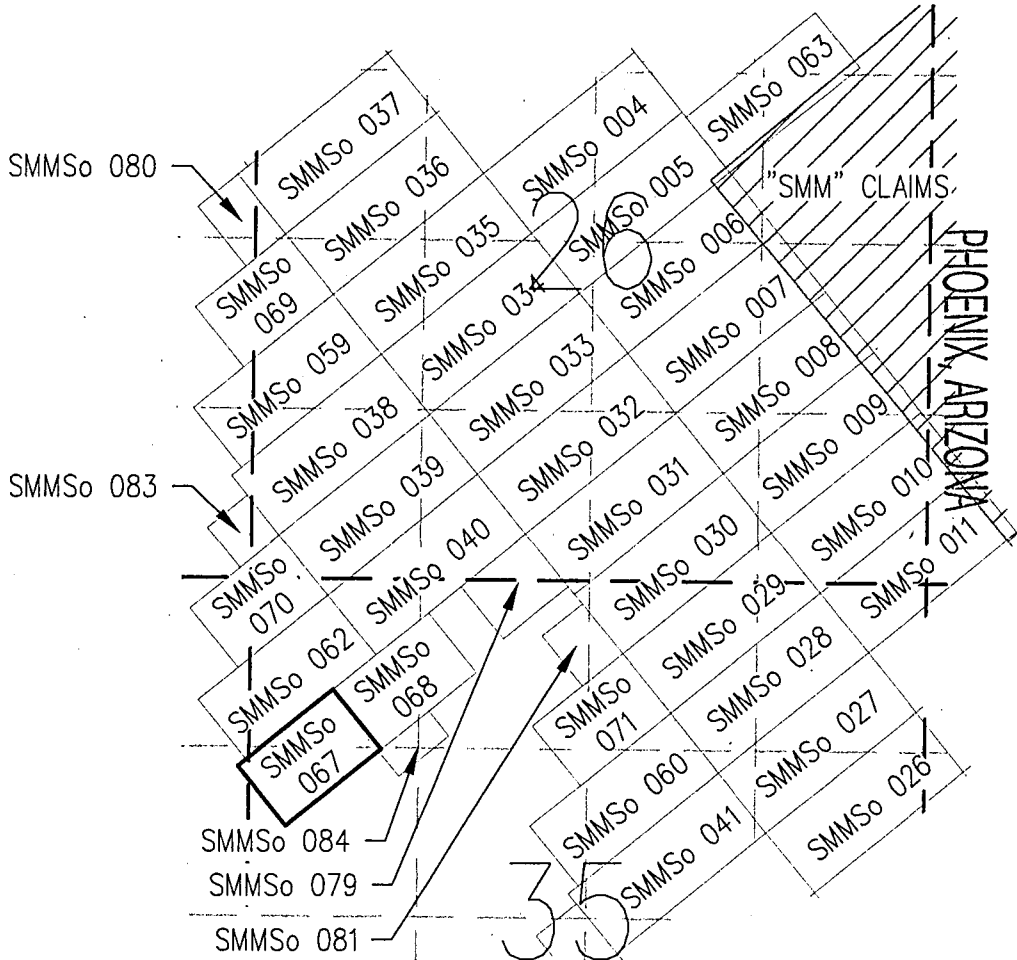 SMMSo 063
SMMSo 037
SMMSo 004
SMMSo 080
SMMSo 036
SMMSo 005
"SMM" CLAIMS
26
SMMSo 035
SMMSo 006
SMMSo
069
SMMSo 034
SMMSo 007
PHOENIX, ARIZONA
SMMSo 059
SMMSo 033
SMMSo 008
SMMSo 038
SMMSo 032
SMMSo 009
SMMSo 083
SMMSo 039
SMMSo 031
SMMSo 010
SMMSo
070
SMMSo 040
SMMSo 030
SMMSo 011
SMMSo 062
SMMSo
068
SMMSo 029
SMMSo
067
SMMSo
071
SMMSo 028
SMMSo 060
SMMSo 027
SMMSo 084
SMMSo 041
SMMSo 026
SMMSo 079
35
SMMSo 081